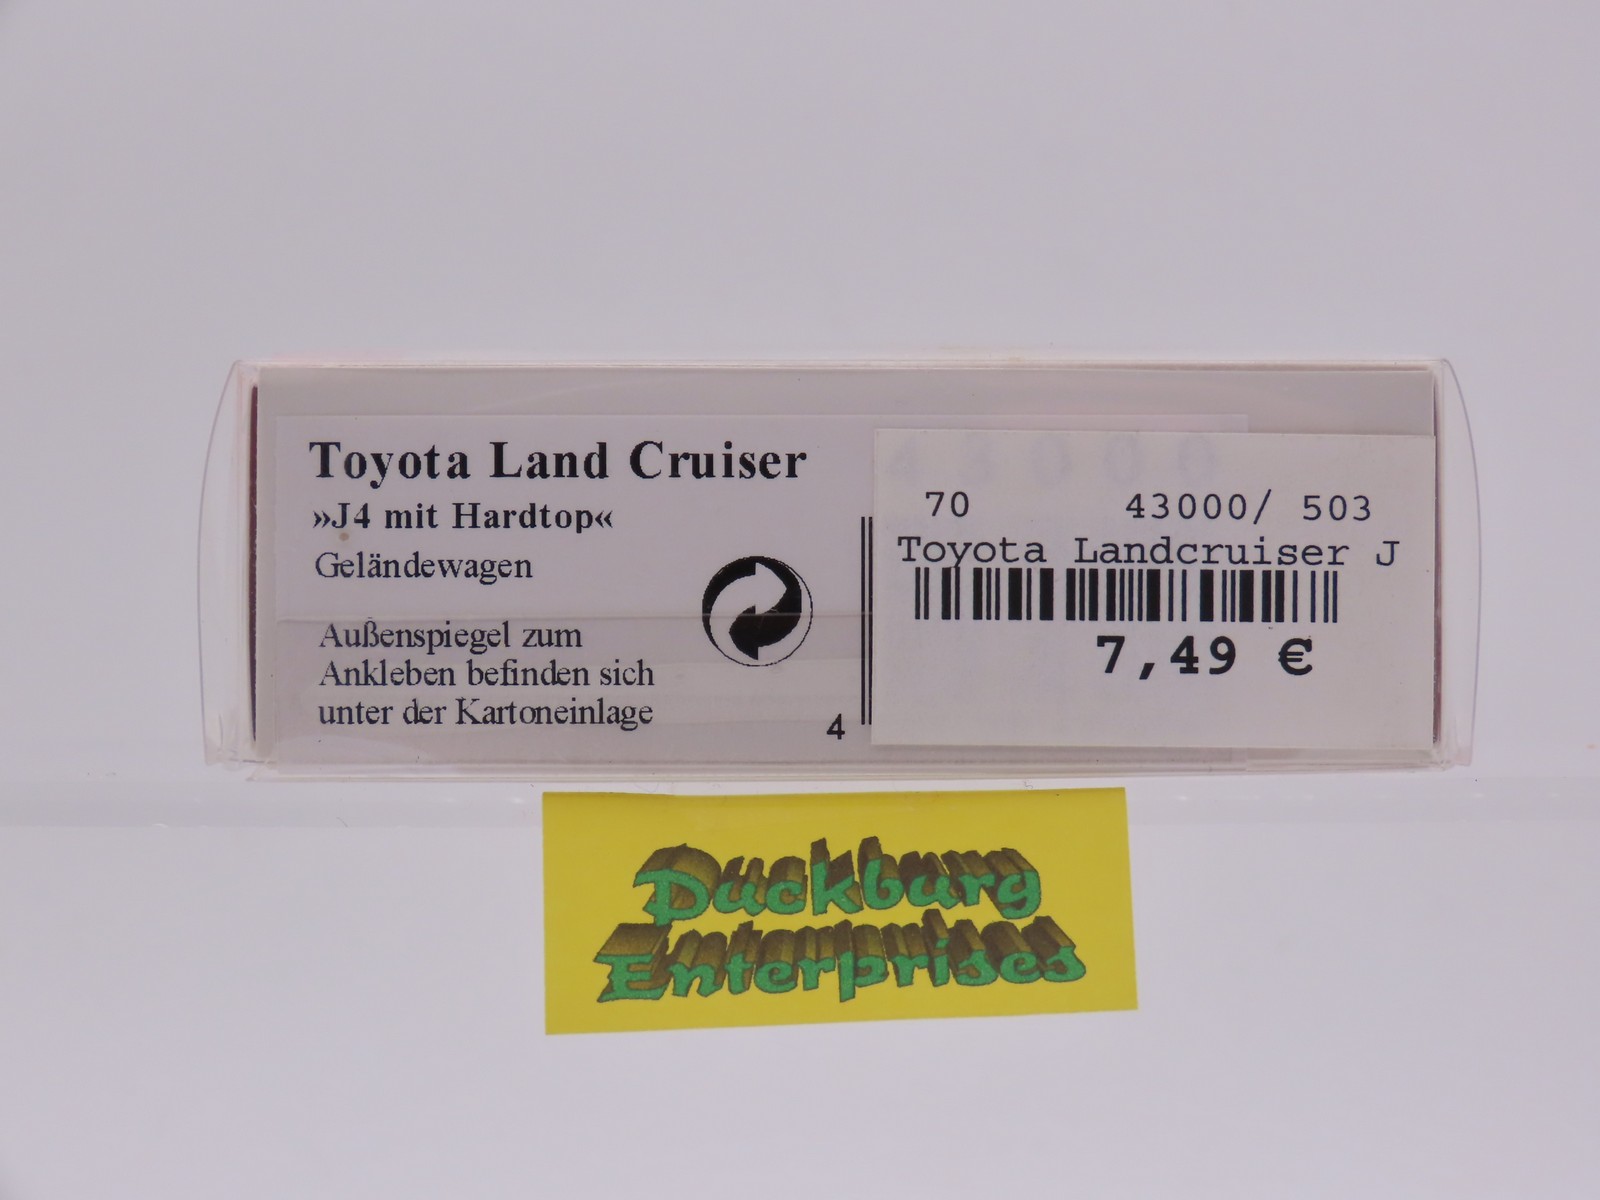 Toyota Land Cruiser
»J4 mit Hardtop«
Geländewagen
Außenspiegel zum
Ankleben befinden sich
unter der Kartoneinlage
4
43000
70 43000/ 503
Toyota Landcruiser J
7,49 €
Duckburg
Enterprises